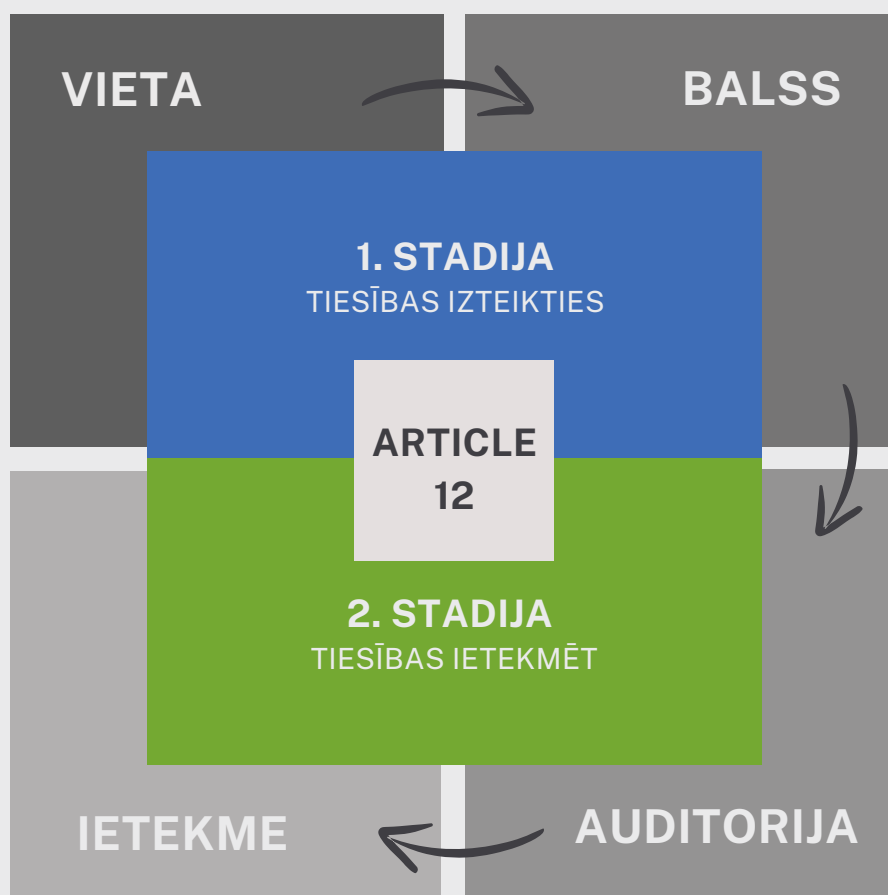 VIETA
BALSS
1. STADIJA
TIESĪBAS IZTEIKTIES
ARTICLE
12
2. STADIJA
TIESĪBAS IETEKMĒT
IETEKME
AUDITORIJA